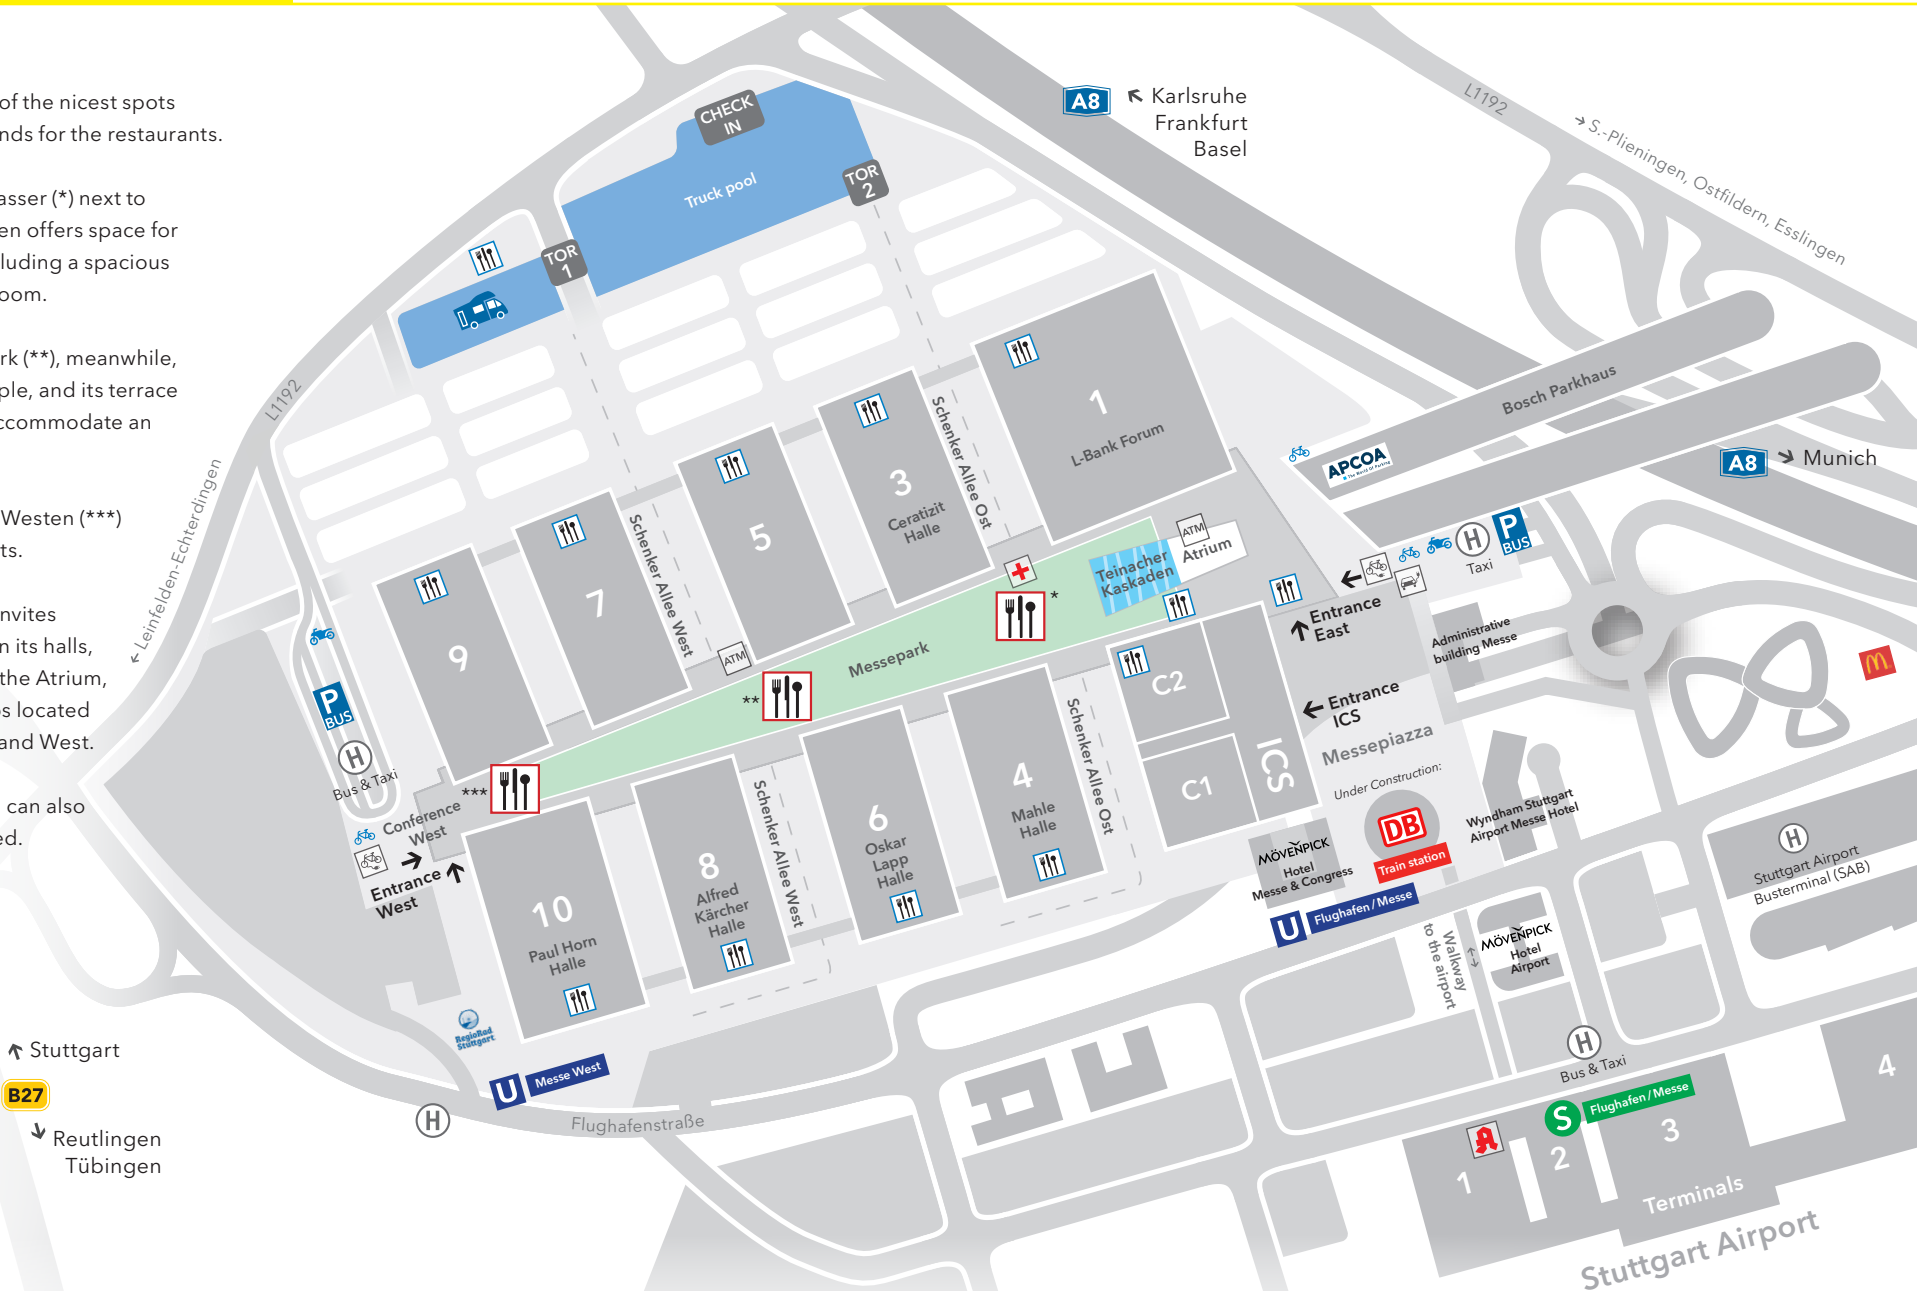 of the nicest spots
nds for the restaurants.
asser (*) next to
en offers space for
luding a spacious
oom.
rk (**), meanwhile,
ple, and its terrace
ccommodate an
Westen (***)
ts.
nvites
n its halls,
the Atrium,
s located
and West.
can also
ed.
CHECK
IN
Truck pool
TOR
1
TOR
2
A8
Karlsruhe
Frankfurt
Basel
L1192
S.-Plieningen, Ostfildern, Esslingen
L1192
Leinfelden-Echterdingen
Bosch Parkhaus
APCOA
A8
Munich
1
L-Bank Forum
3
Ceratizit
Halle
5
7
9
Schenker Allee Ost
Schenker Allee West
ATM
ATM
Atrium
Teinacher
Kaskaden
Messepark
*
**
***
H
Taxi
P
BUS
Entrance
East
Administrative
building Messe
Entrance
ICS
Messepiazza
Under Construction:
DB
Train station
U
Flughafen / Messe
Wyndham Stuttgart
Airport Messe Hotel
C2
C1
ICS
MÖVENPICK
Hotel
Messe & Congress
4
Mahle
Halle
Schenker Allee Ost
6
Oskar
Lapp
Halle
Schenker Allee West
8
Alfred
Kärcher
Halle
10
Paul Horn
Halle
P
BUS
H
Bus & Taxi
Conference
West
Entrance
West
RegioRad
Stuttgart
U
Messe West
H
Flughafenstraße
Stuttgart
B27
Reutlingen
Tübingen
Walkway
to the airport
MÖVENPICK
Hotel
Airport
H
Stuttgart Airport
Busterminal (SAB)
H
Bus & Taxi
S
Flughafen / Messe
1
2
3
4
Terminals
Stuttgart Airport